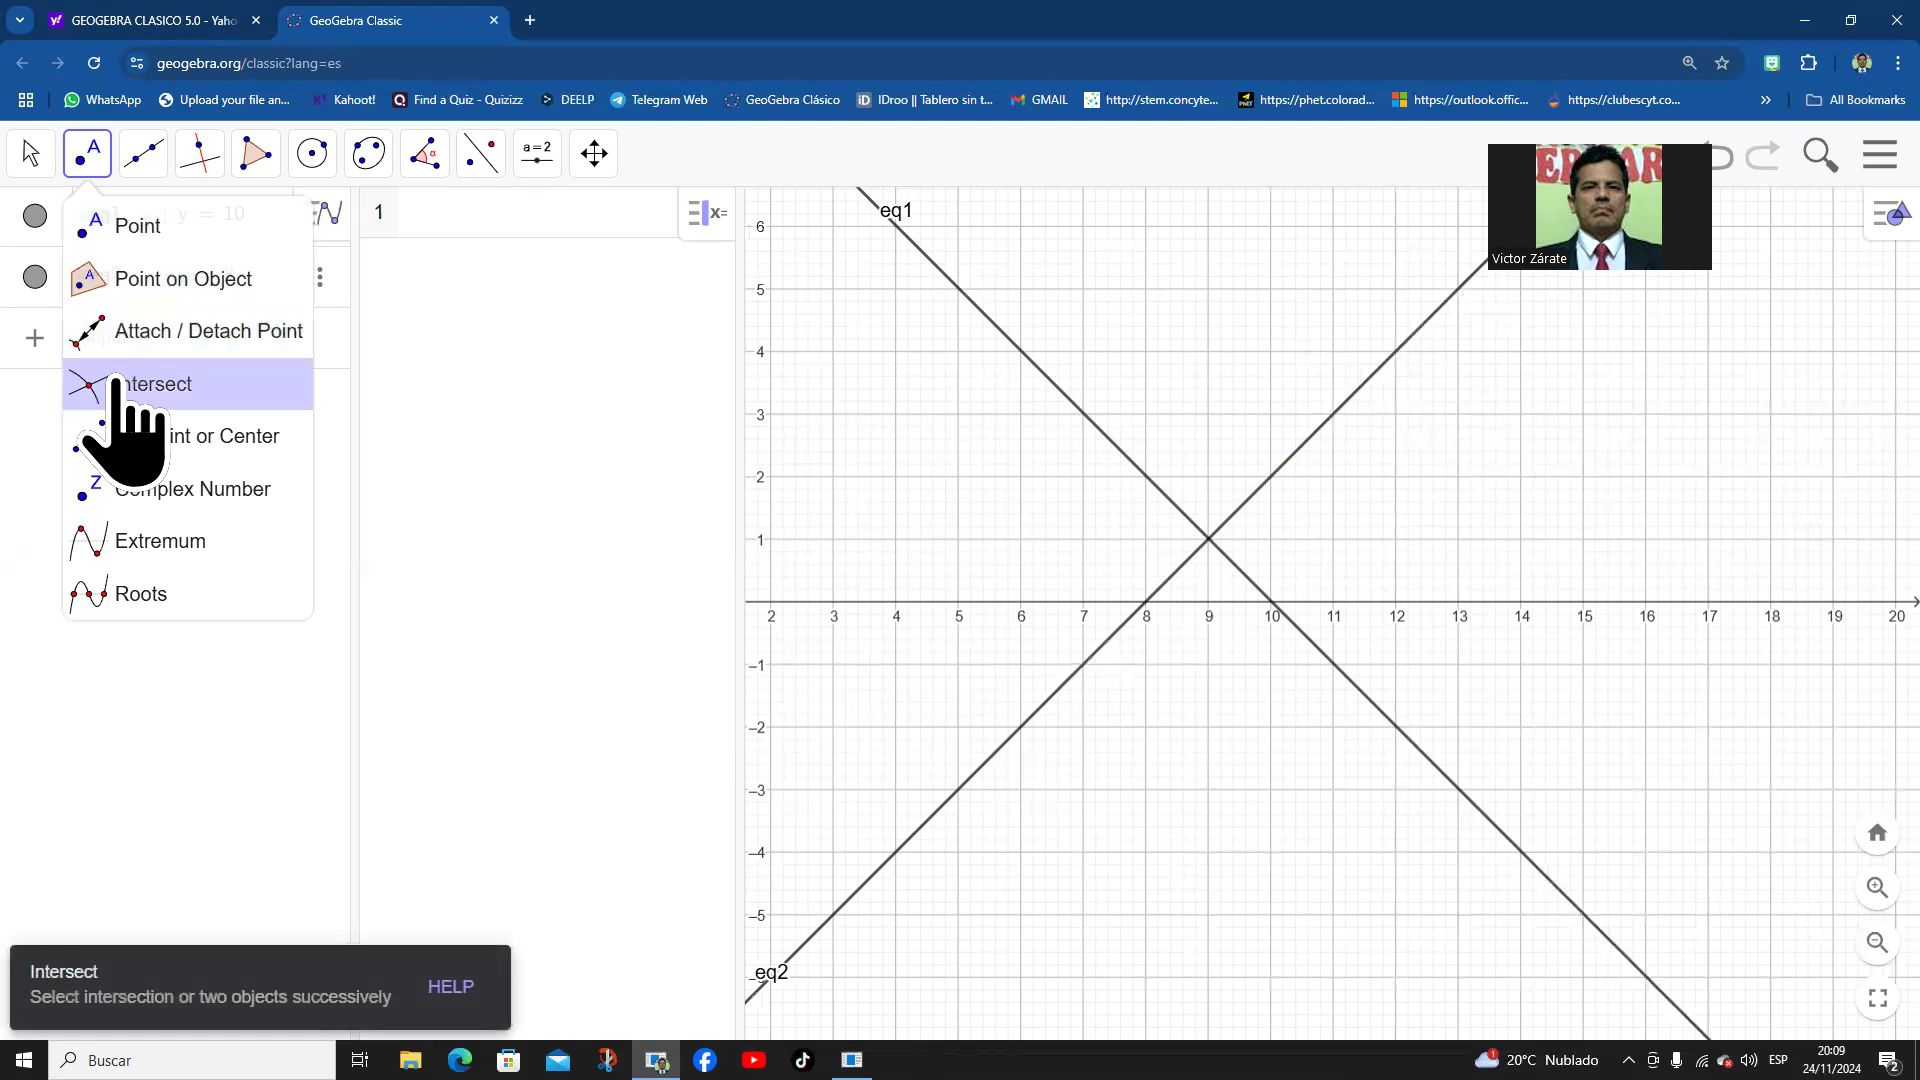 GEOGEBRA CLASICO 5.0 - Yaho
GeoGebra Classic
geogebra.org/classic?lang=es
WhatsApp
Upload your file an...
Kahoot!
Find a Quiz - Quizizz
DEELP
Telegram Web
GeoGebra Clásico
IDroo || Tablero sin t...
GMAIL
http://stem.concyte...
https://phet.colorad...
https://outlook.offic...
https://clubescyt.co...
All Bookmarks
A
α
a=2
y = 10
1
x=
A Point
A Point on Object
Attach / Detach Point
ntersect
int or Center
Z Complex Number
Extremum
Roots
eq1
eq2
6
5
4
3
2
1
–1
–2
–3
–4
–5
2 3 4 5 6 7 8 9 10 11 12 13 14 15 16 17 18 19 20
Victor Zárate
Intersect
Select intersection or two objects successively
HELP
Buscar
20°C Nublado
ESP
20:09
24/11/2024
2